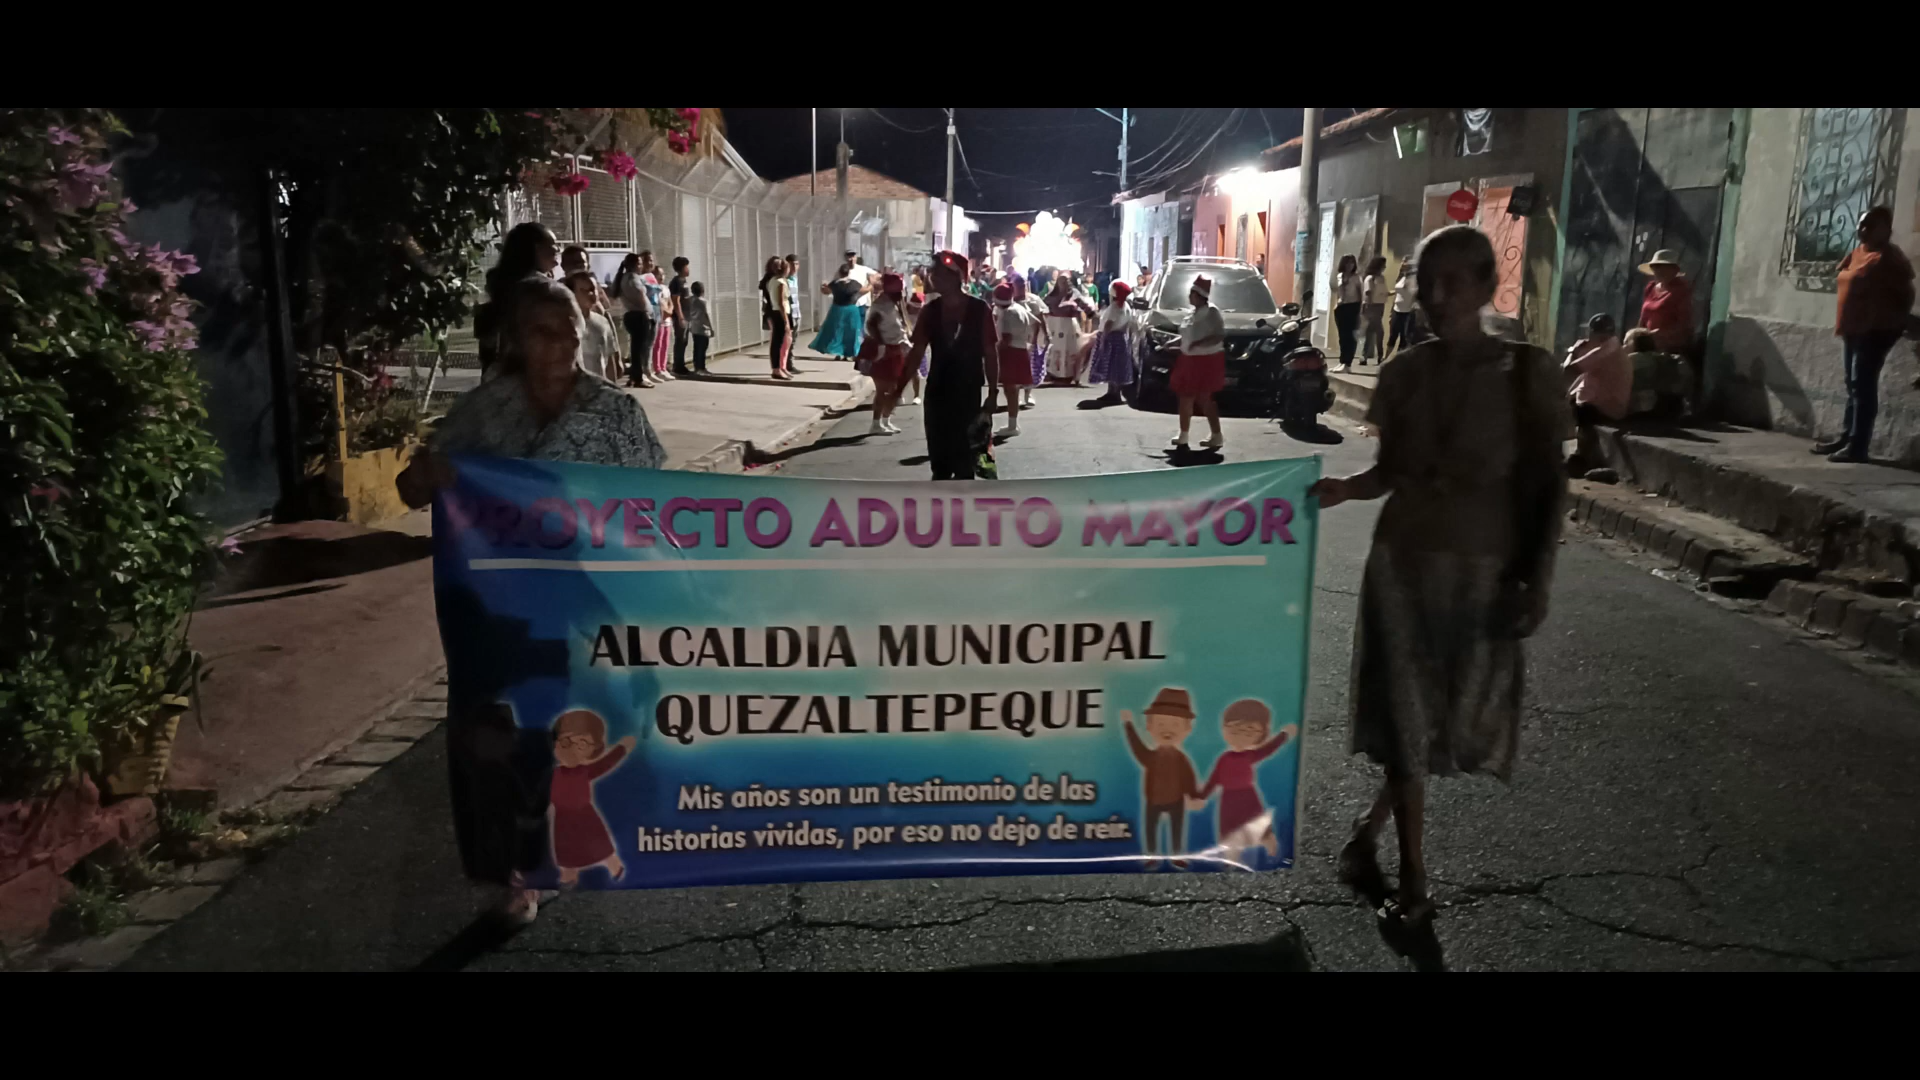 PROYECTO ADULTO MAYOR
ALCALDIA MUNICIPAL
QUEZALTEPEQUE
Mis años son un testimonio de las
historias vividas, por eso no dejo de reír.